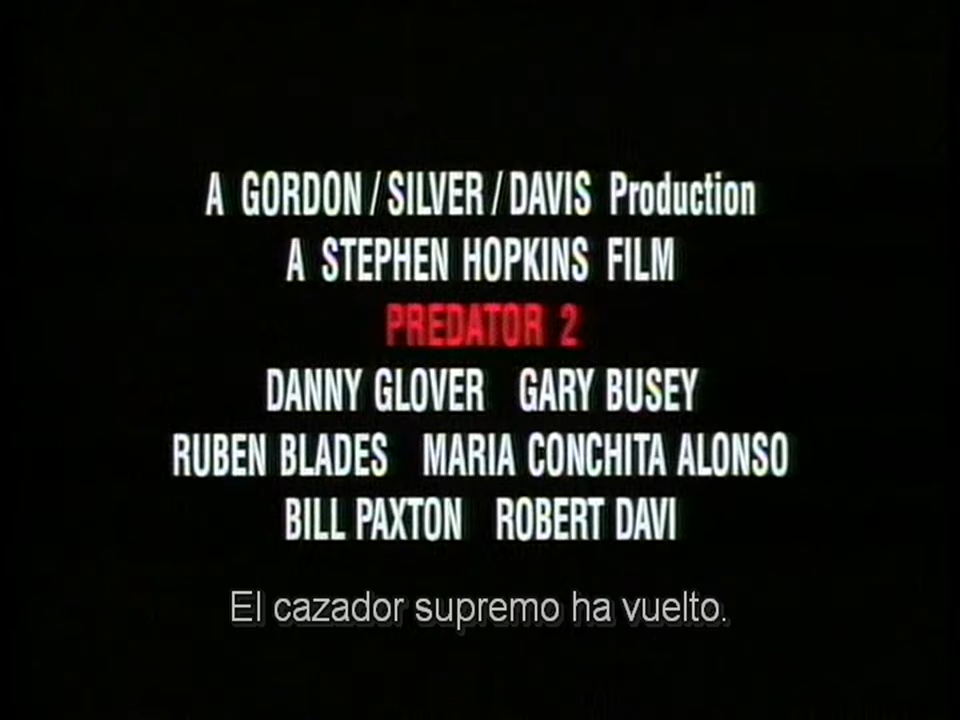 A GORDON / SILVER / DAVIS Production
A STEPHEN HOPKINS FILM
PREDATOR 2
DANNY GLOVER GARY BUSEY
RUBEN BLADES MARIA CONCHITA ALONSO
BILL PAXTON ROBERT DAVI
El cazador supremo ha vuelto.